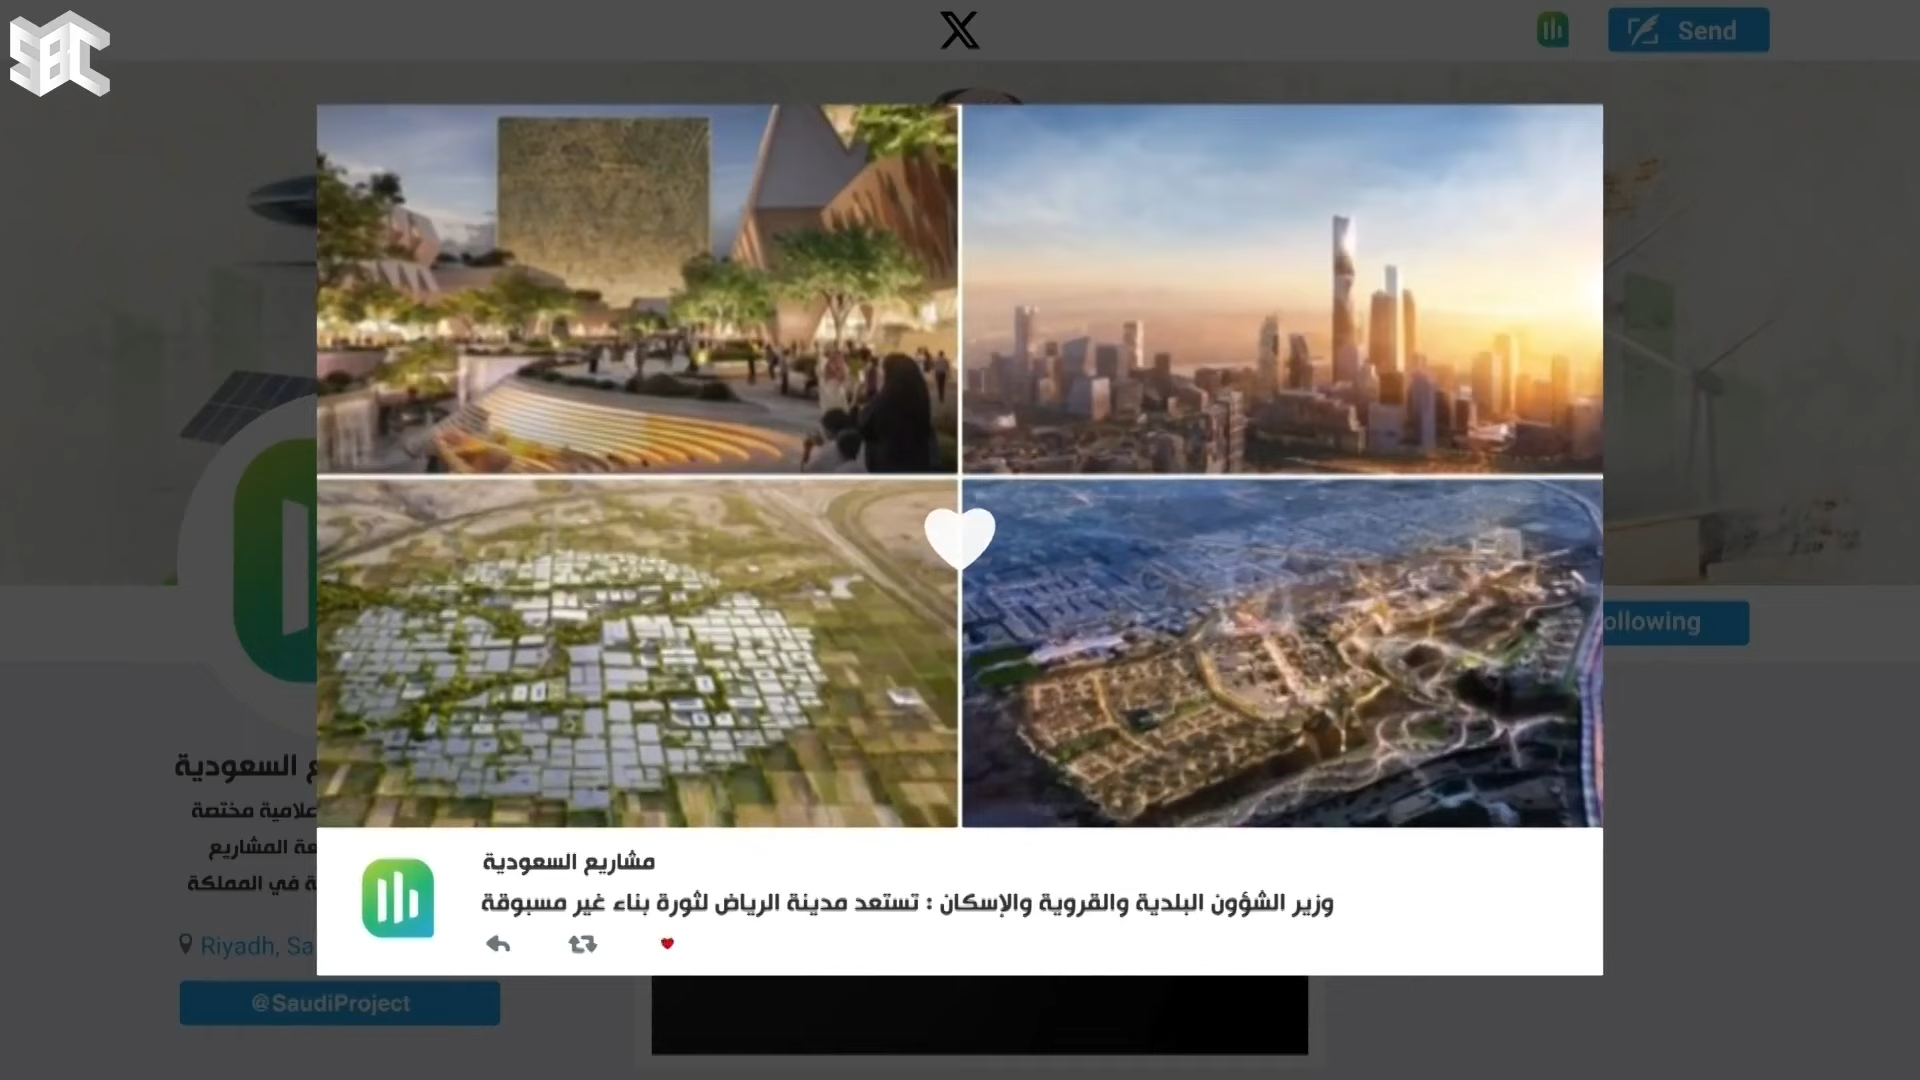 SBC
X
Send
ollowing
مشاريع السعودية
وزير الشؤون البلدية والقروية والإسكان : تستعد مدينة الرياض لثورة بناء غير مسبوقة
ع السعودية
علامية مختصة
عة المشاريع
ة في المملكة
Riyadh, Sa
@SaudiProject